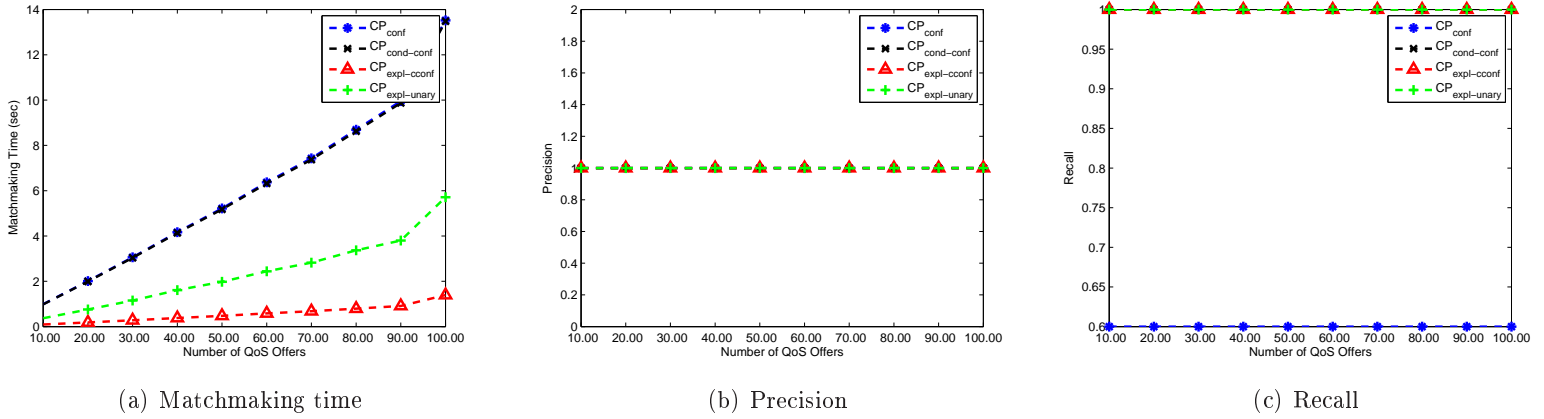 14
12
10
8
6
4
2
0
10.00 20.00 30.00 40.00 50.00 60.00 70.00 80.00 90.00 100.00
Number of QoS Offers
Matchmaking Time (sec)
CPconf
CPcond−conf
CPexpl−cconf
CPexpl−unary
(a) Matchmaking time
2
1.8
1.6
1.4
1.2
1
0.8
0.6
0.4
0.2
0
10.00 20.00 30.00 40.00 50.00 60.00 70.00 80.00 90.00 100.00
Number of QoS Offers
Precision
CPconf
CPcond−conf
CPexpl−cconf
CPexpl−unary
(b) Precision
1
0.95
0.9
0.85
0.8
0.75
0.7
0.65
0.6
10.00 20.00 30.00 40.00 50.00 60.00 70.00 80.00 90.00 100.00
Number of QoS Offers
Recall
CPconf
CPcond−conf
CPexpl−cconf
CPexpl−unary
(c) Recall